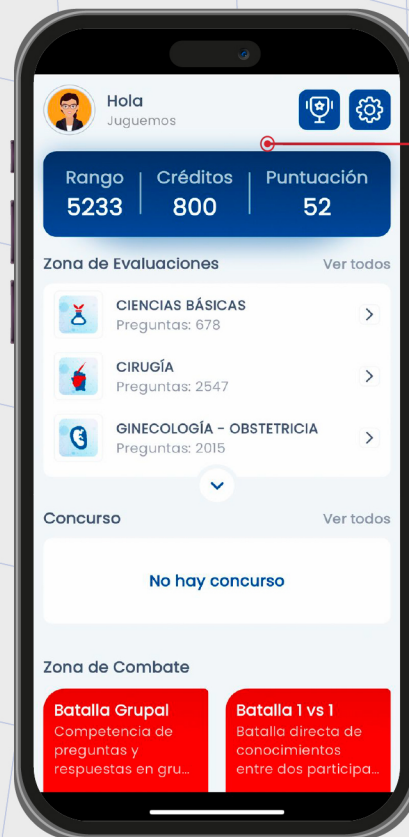 Hola
Juguemos
Rango Créditos Puntuación
5233 800 52
Zona de Evaluaciones Ver todos
CIENCIAS BÁSICAS
Preguntas: 678
CIRUGÍA
Preguntas: 2547
GINECOLOGÍA - OBSTETRICIA
Preguntas: 2015
Concurso Ver todos
No hay concurso
Zona de Combate
Batalla Grupal
Competencia de
preguntas y
respuestas en gru...
Batalla 1 vs 1
Batalla directa de
conocimientos
entre dos participa...